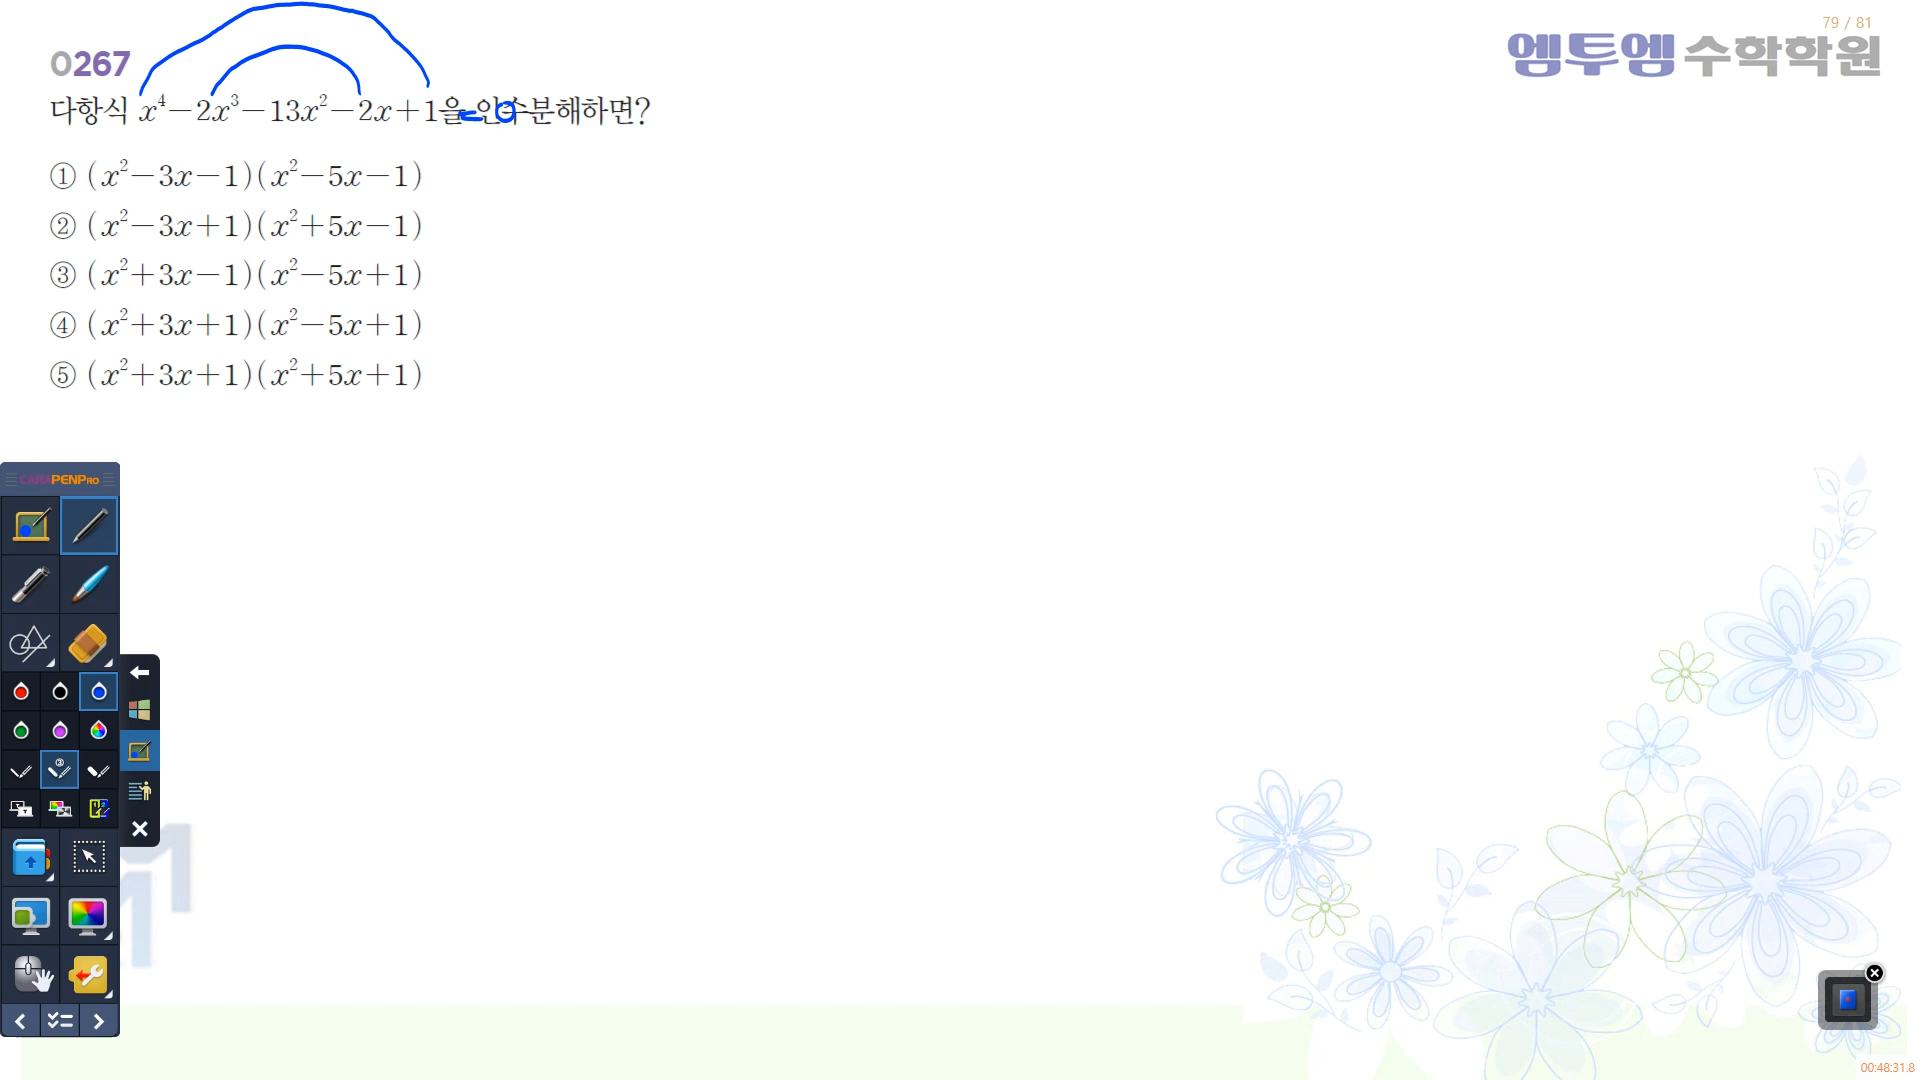 79 / 81
엠투엠 수학학원
0267
다항식 x⁴－2x³－13x²－2x＋1을 인수분해하면?
= 0
① (x²－3x－1)(x²－5x－1)
② (x²－3x＋1)(x²＋5x－1)
③ (x²＋3x－1)(x²－5x＋1)
④ (x²＋3x＋1)(x²－5x＋1)
⑤ (x²＋3x＋1)(x²＋5x＋1)
CARAPENPRO
00:48:31.8